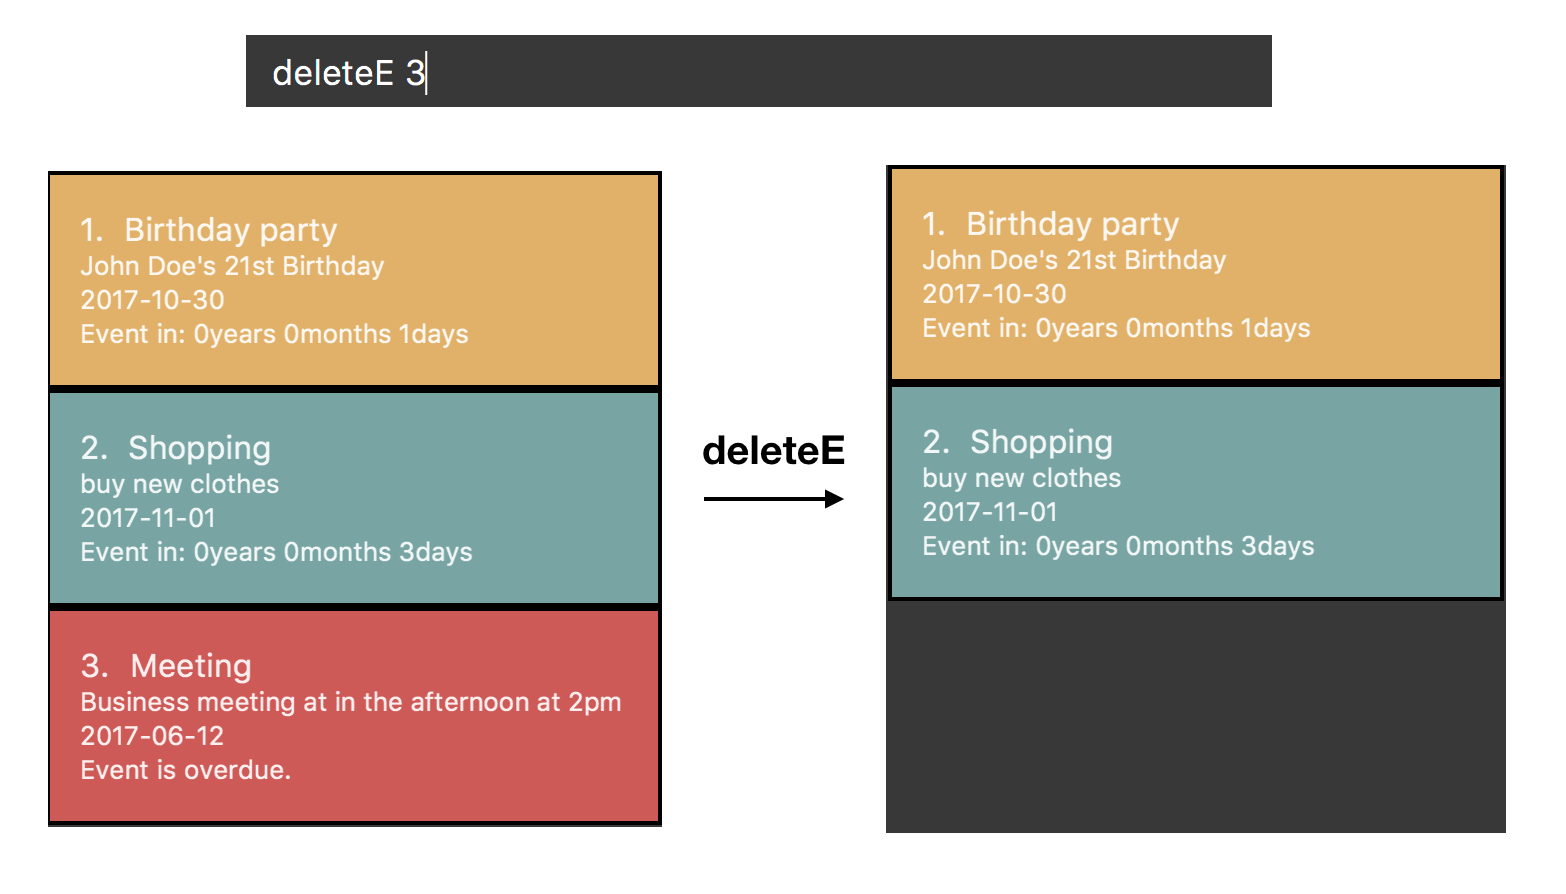 deleteE 3
1. Birthday party
John Doe's 21st Birthday
2017-10-30
Event in: 0years 0months 1days
2. Shopping
buy new clothes
2017-11-01
Event in: 0years 0months 3days
3. Meeting
Business meeting at in the afternoon at 2pm
2017-06-12
Event is overdue.
deleteE
1. Birthday party
John Doe's 21st Birthday
2017-10-30
Event in: 0years 0months 1days
2. Shopping
buy new clothes
2017-11-01
Event in: 0years 0months 3days